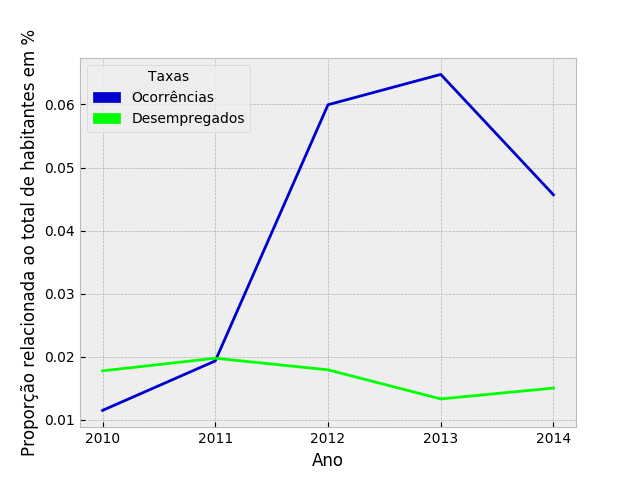 Proporção relacionada ao total de habitantes em %
Taxas
Ocorrências
Desempregados
0.06
0.05
0.04
0.03
0.02
0.01
2010 2011 2012 2013 2014
Ano